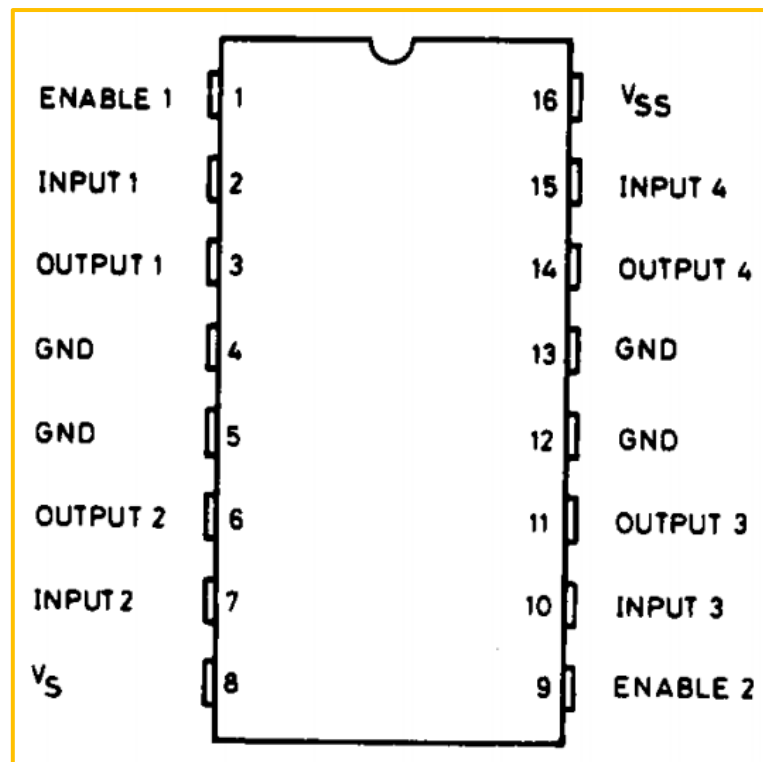 ENABLE 1 1 16 VSS
INPUT 1 2 15 INPUT 4
OUTPUT 1 3 14 OUTPUT 4
GND 4 13 GND
GND 5 12 GND
OUTPUT 2 6 11 OUTPUT 3
INPUT 2 7 10 INPUT 3
VS 8 9 ENABLE 2